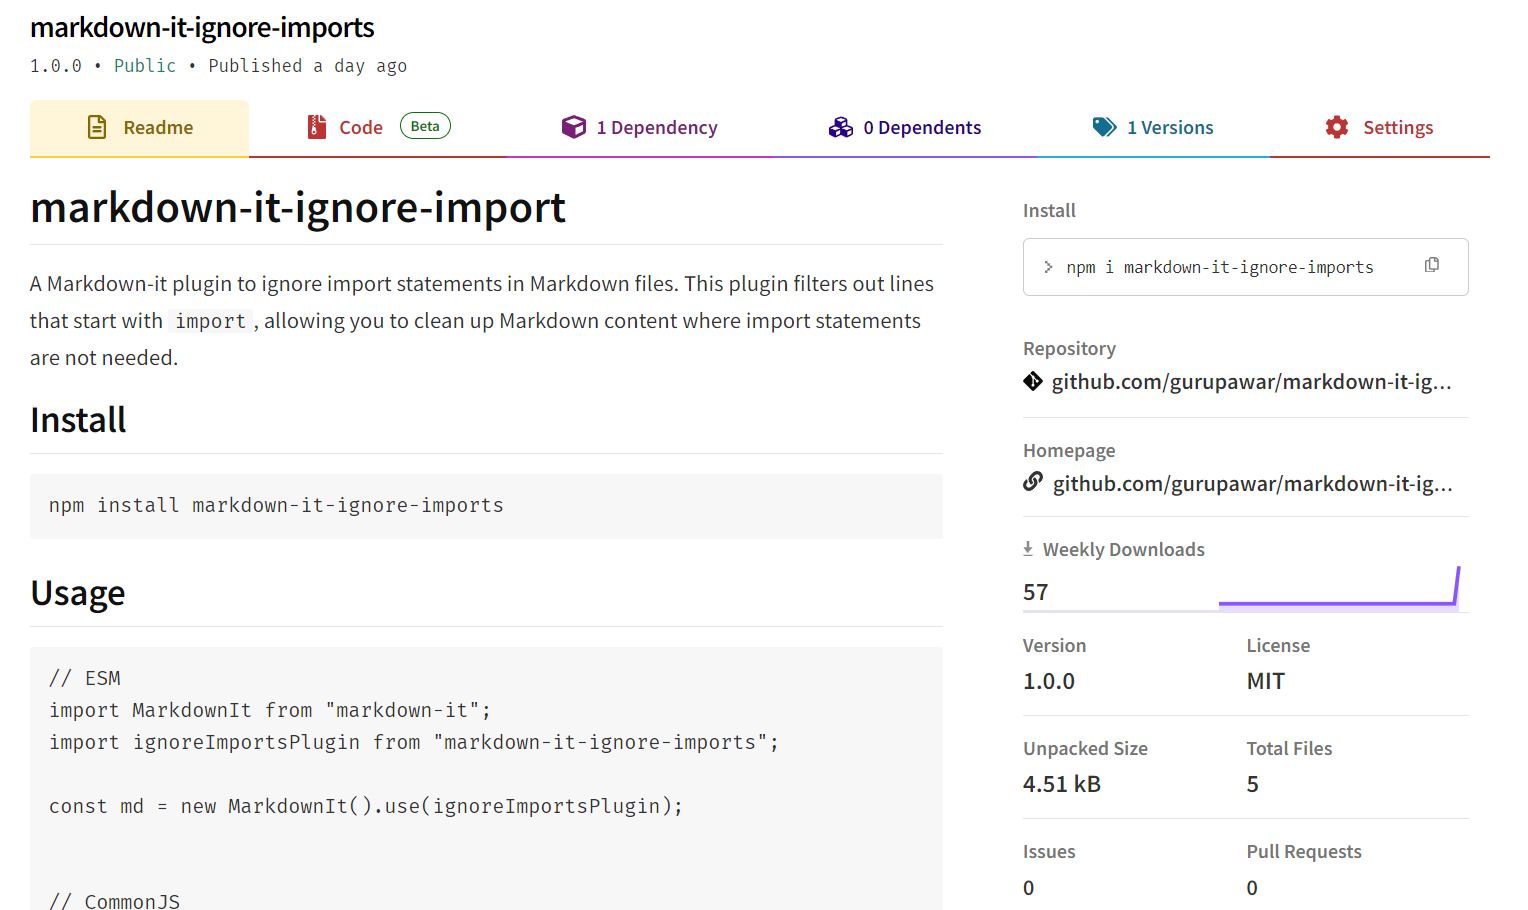 markdown-it-ignore-imports
1.0.0 • Public • Published a day ago
Readme
Code Beta
1 Dependency
0 Dependents
1 Versions
Settings
markdown-it-ignore-import
A Markdown-it plugin to ignore import statements in Markdown files. This plugin filters out lines
that start with import, allowing you to clean up Markdown content where import statements
are not needed.
Install
npm install markdown-it-ignore-imports
Usage
// ESM
import MarkdownIt from "markdown-it";
import ignoreImportsPlugin from "markdown-it-ignore-imports";
const md = new MarkdownIt().use(ignoreImportsPlugin);
// CommonJS
Install
> npm i markdown-it-ignore-imports
Repository
github.com/gurupawar/markdown-it-ig...
Homepage
github.com/gurupawar/markdown-it-ig...
Weekly Downloads
57
Version
1.0.0
License
MIT
Unpacked Size
4.51 kB
Total Files
5
Issues
0
Pull Requests
0